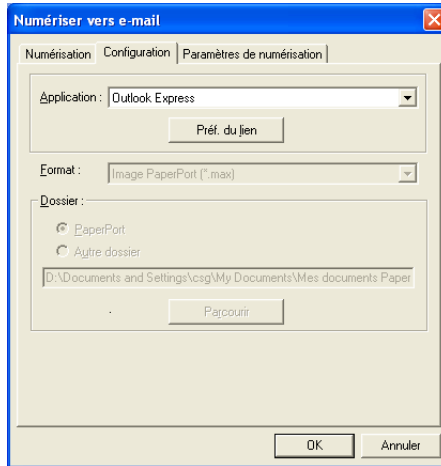 Numériser vers e-mail
Numérisation Configuration Paramètres de numérisation
Application : Outlook Express
Préf. du lien
Format : Image PaperPort (*.max)
Dossier :
PaperPort
Autre dossier
D:\Documents and Settings\csg\My Documents\Mes documents Paper
Parcourir
OK Annuler